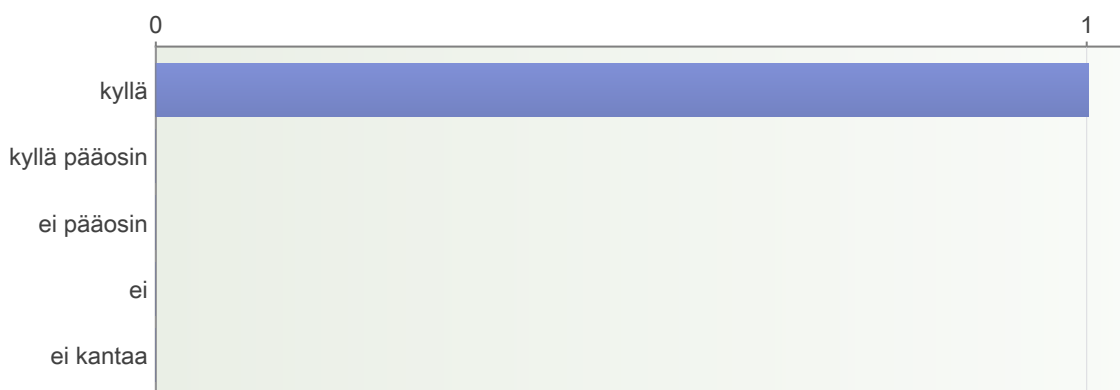 0 1
kyllä
kyllä pääosin
ei pääosin
ei
ei kantaa